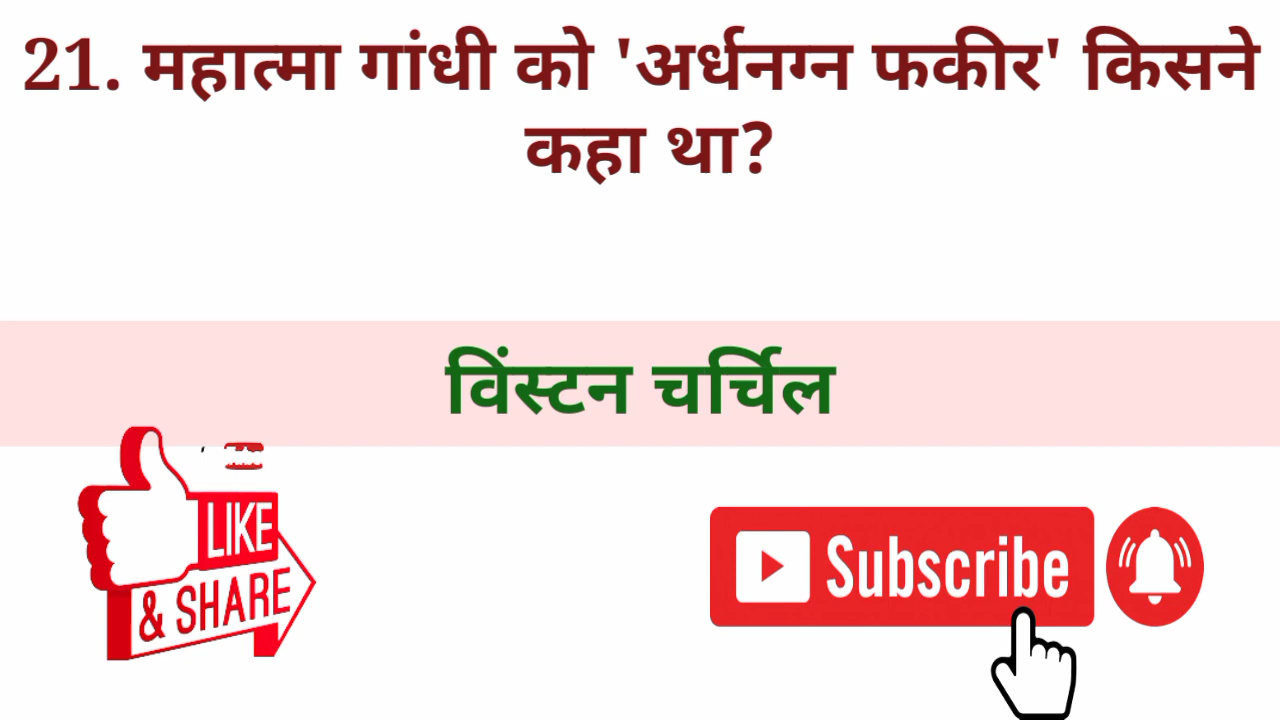 21. महात्मा गांधी को 'अर्धनग्न फकीर' किसने
कहा था?
विंस्टन चर्चिल
LIKE
& SHARE
Subscribe